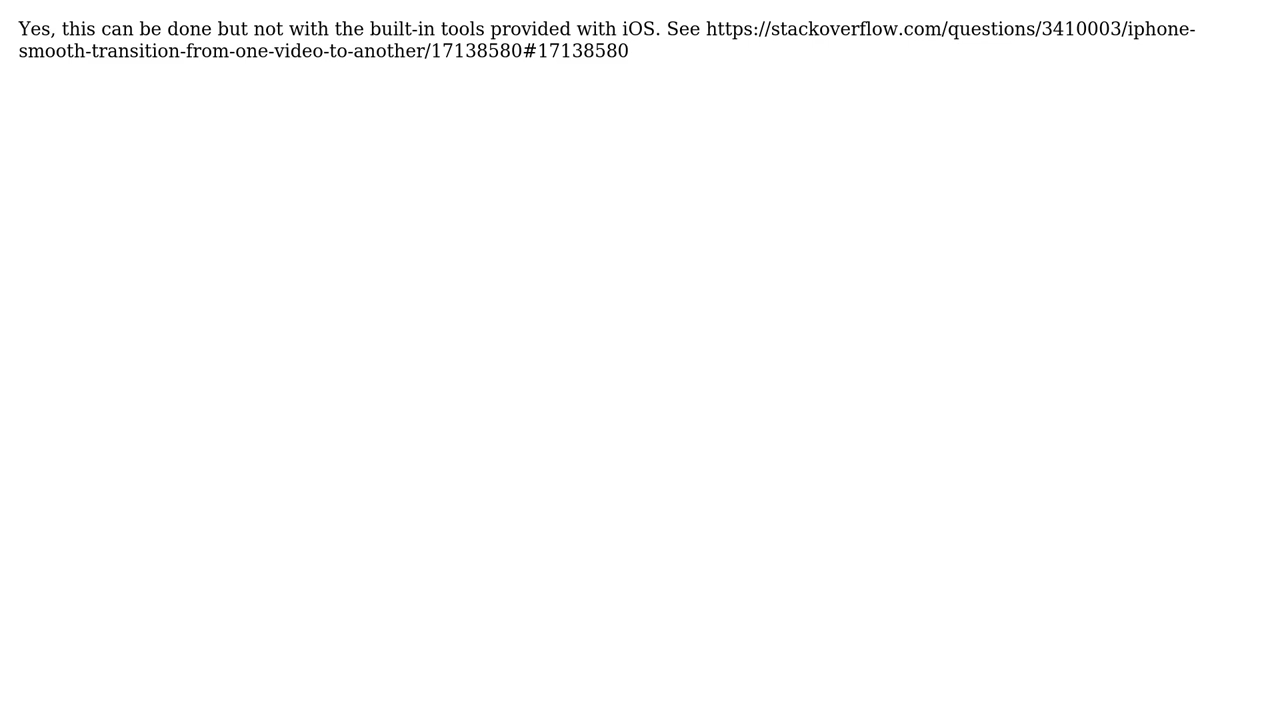 Yes, this can be done but not with the built-in tools provided with iOS. See https://stackoverflow.com/questions/3410003/iphone-
smooth-transition-from-one-video-to-another/17138580#17138580